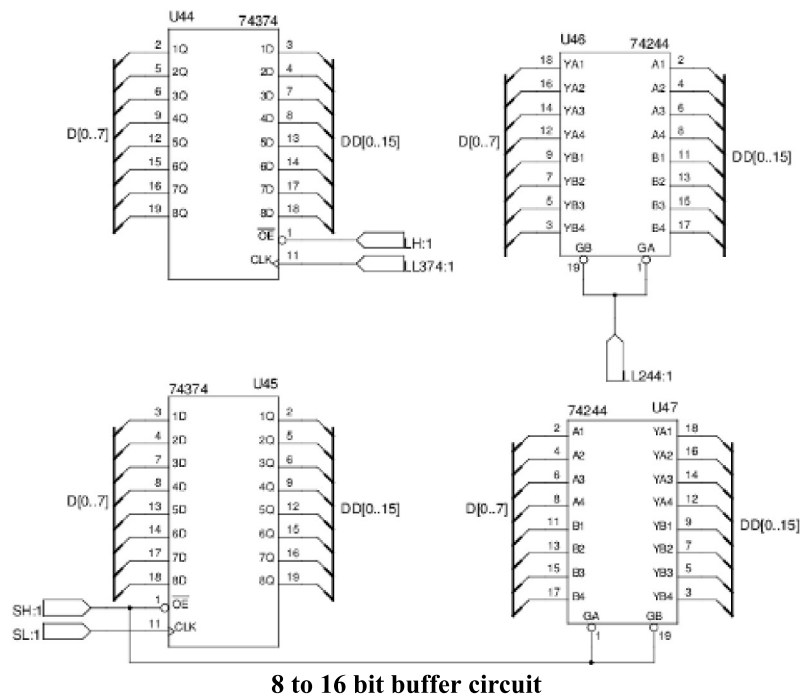 U44 74374
2 1Q 1D 3
5 2Q 2D 4
6 3Q 3D 7
9 4Q 4D 8
12 5Q 5D 13
15 6Q 6D 14
16 7Q 7D 17
19 8Q 8D 18
D[0..7]
DD[0..15]
OE 1
LH:1
CLK 11
LL374:1
U46 74244
18 YA1 A1 2
16 YA2 A2 4
14 YA3 A3 6
12 YA4 A4 8
9 YB1 B1 11
7 YB2 B2 13
5 YB3 B3 15
3 YB4 B4 17
D[0..7]
DD[0..15]
GB GA
19 1
LL244:1
74374 U45
3 1D 1Q 2
4 2D 2Q 5
7 3D 3Q 6
8 4D 4Q 9
13 5D 5Q 12
14 6D 6Q 15
17 7D 7Q 16
18 8D 8Q 19
D[0..7]
DD[0..15]
SH:1
1 OE
SL:1
11 CLK
74244 U47
2 A1 YA1 18
4 A2 YA2 16
6 A3 YA3 14
8 A4 YA4 12
11 B1 YB1 9
13 B2 YB2 7
15 B3 YB3 5
17 B4 YB4 3
D[0..7]
DD[0..15]
GA GB
1 19
8 to 16 bit buffer circuit